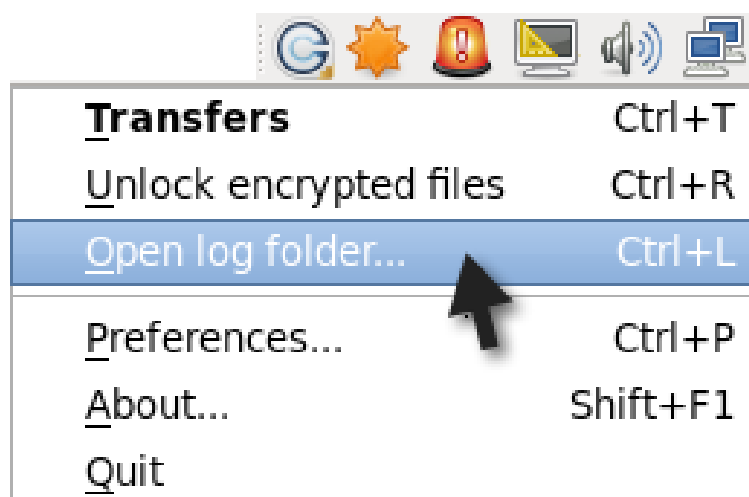 Transfers Ctrl+T
Unlock encrypted files Ctrl+R
Open log folder... Ctrl+L
Preferences... Ctrl+P
About... Shift+F1
Quit